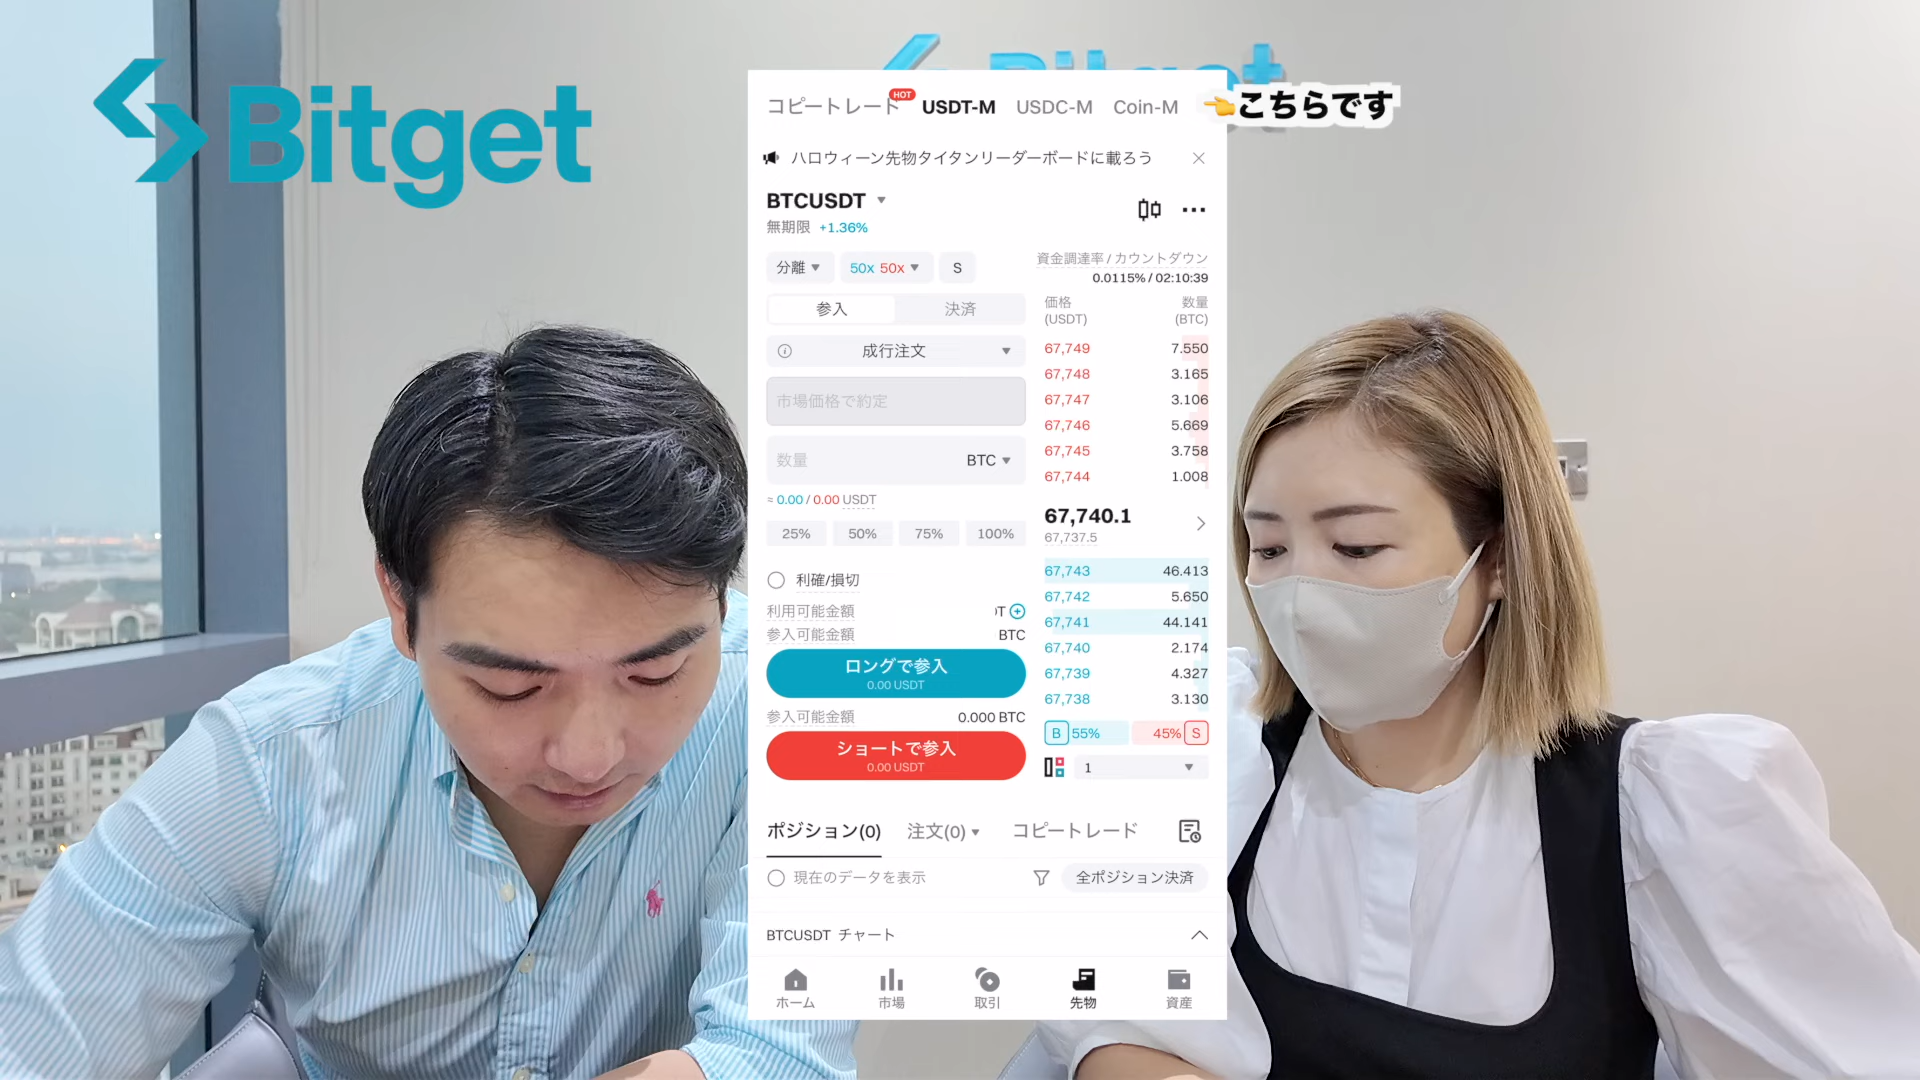 Bitget
Bitget
コピートレード HOT USDT-M USDC-M Coin-M
👈こちらです
ハロウィーン先物タイタンリーダーボードに載ろう
BTCUSDT
無期限 +1.36%
分離 50x 50x S
参入 決済
成行注文
市場価格で約定
数量 BTC
≈ 0.00 / 0.00 USDT
25% 50% 75% 100%
利確/損切
利用可能金額
参入可能金額 BTC
ロングで参入
0.00 USDT
参入可能金額 0.000 BTC
ショートで参入
0.00 USDT
資金調達率 / カウントダウン
0.0115% / 02:10:39
価格 数量
(USDT) (BTC)
67,749 7.550
67,748 3.165
67,747 3.106
67,746 5.669
67,745 3.758
67,744 1.008
67,740.1
67,737.5
67,743 46.413
67,742 5.650
67,741 44.141
67,740 2.174
67,739 4.327
67,738 3.130
B 55% 45% S
1
ポジション(0) 注文(0) コピートレード
現在のデータを表示 全ポジション決済
BTCUSDT チャート
ホーム 市場 取引 先物 資産